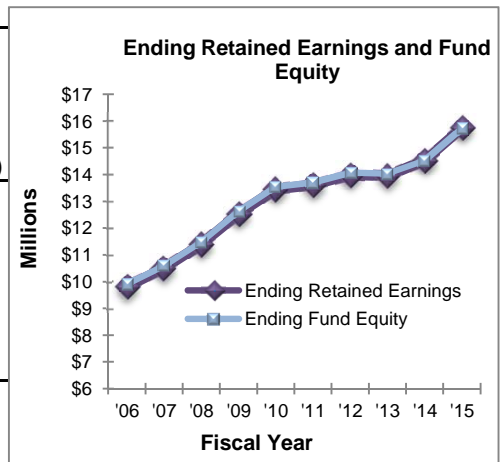 Ending Retained Earnings and Fund
Equity
$17
$16
$15
$14
$13
$12
$11
$10
$9
$8
$7
$6
Millions
Ending Retained Earnings
Ending Fund Equity
'06 '07 '08 '09 '10 '11 '12 '13 '14 '15
Fiscal Year